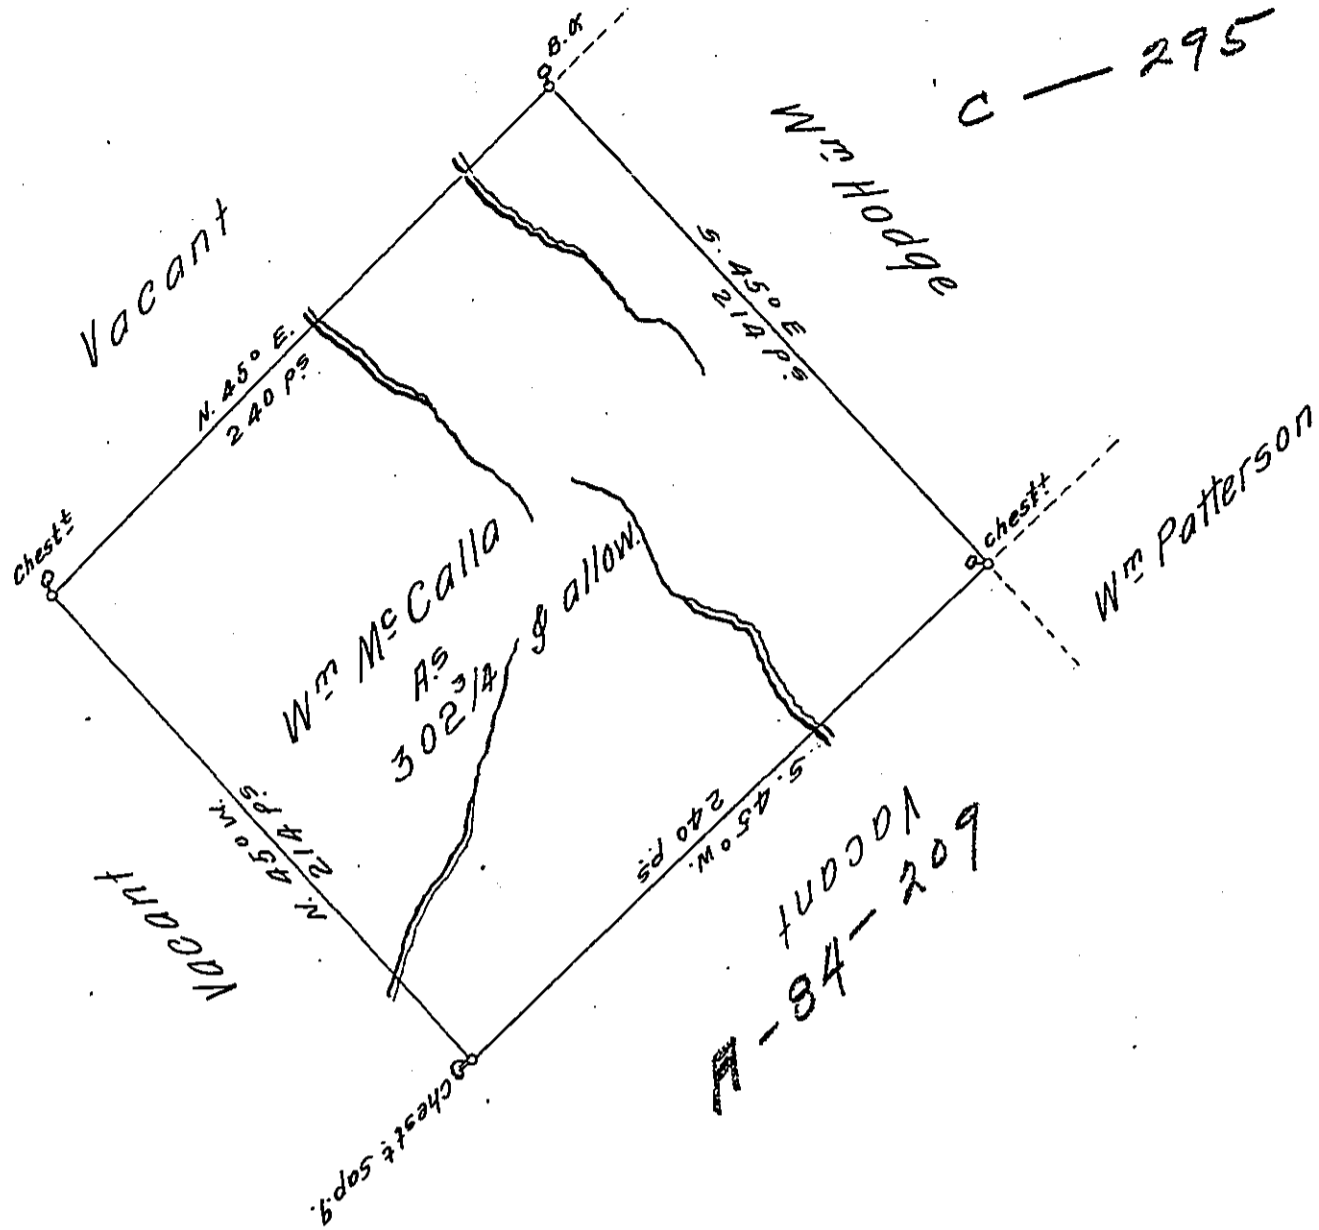 C — 295
B.O
Wm Hodge
Vacant
S. 45° E
214 Ps
N. 45° E.
240 Ps
Chestt
chestt
Wm Patterson
Wm McCalla
As
302 3/4 & allow.
S. 45° W.
240 ps
N. 45° W.
214 Ps
Vacant
Vacant
A-84-209
Chestt sap.g.